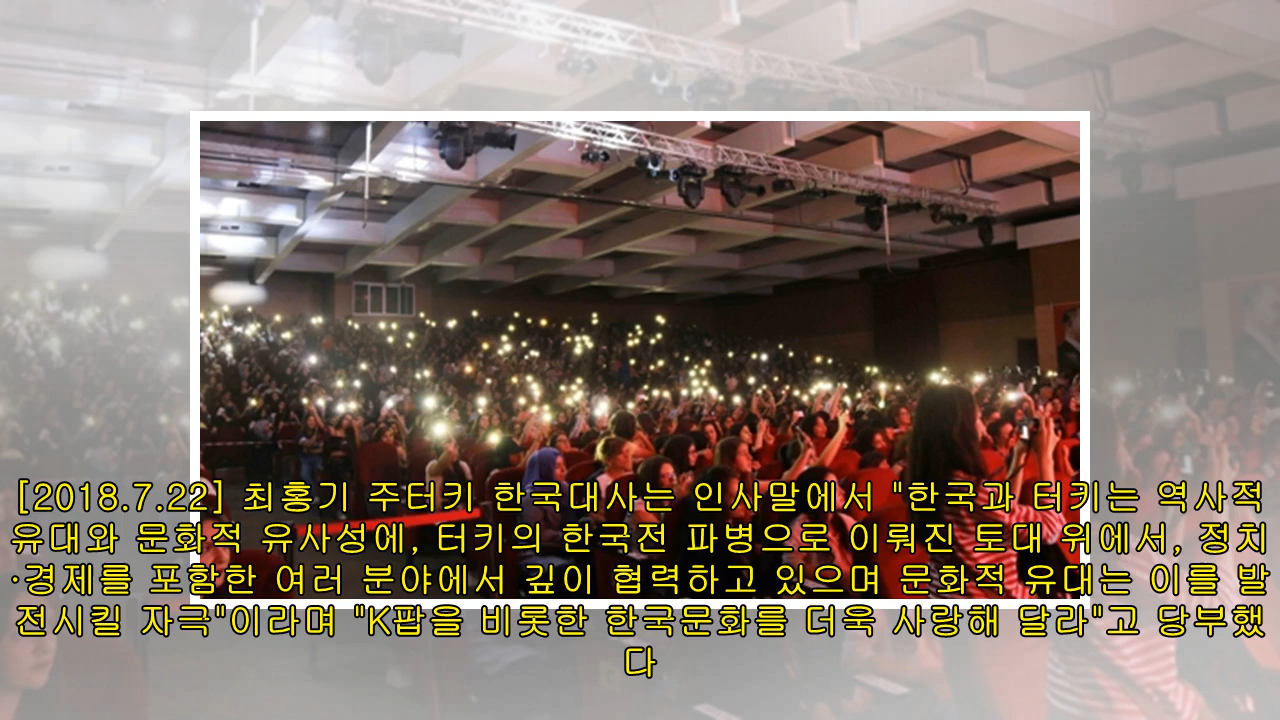 [2018.7.22] 최홍기 주터키 한국대사는 인사말에서 "한국과 터키는 역사적
유대와 문화적 유사성에, 터키의 한국전 파병으로 이뤄진 토대 위에서, 정치
·경제를 포함한 여러 분야에서 깊이 협력하고 있으며 문화적 유대는 이를 발
전시킬 자극"이라며 "K팝을 비롯한 한국문화를 더욱 사랑해 달라"고 당부했
다